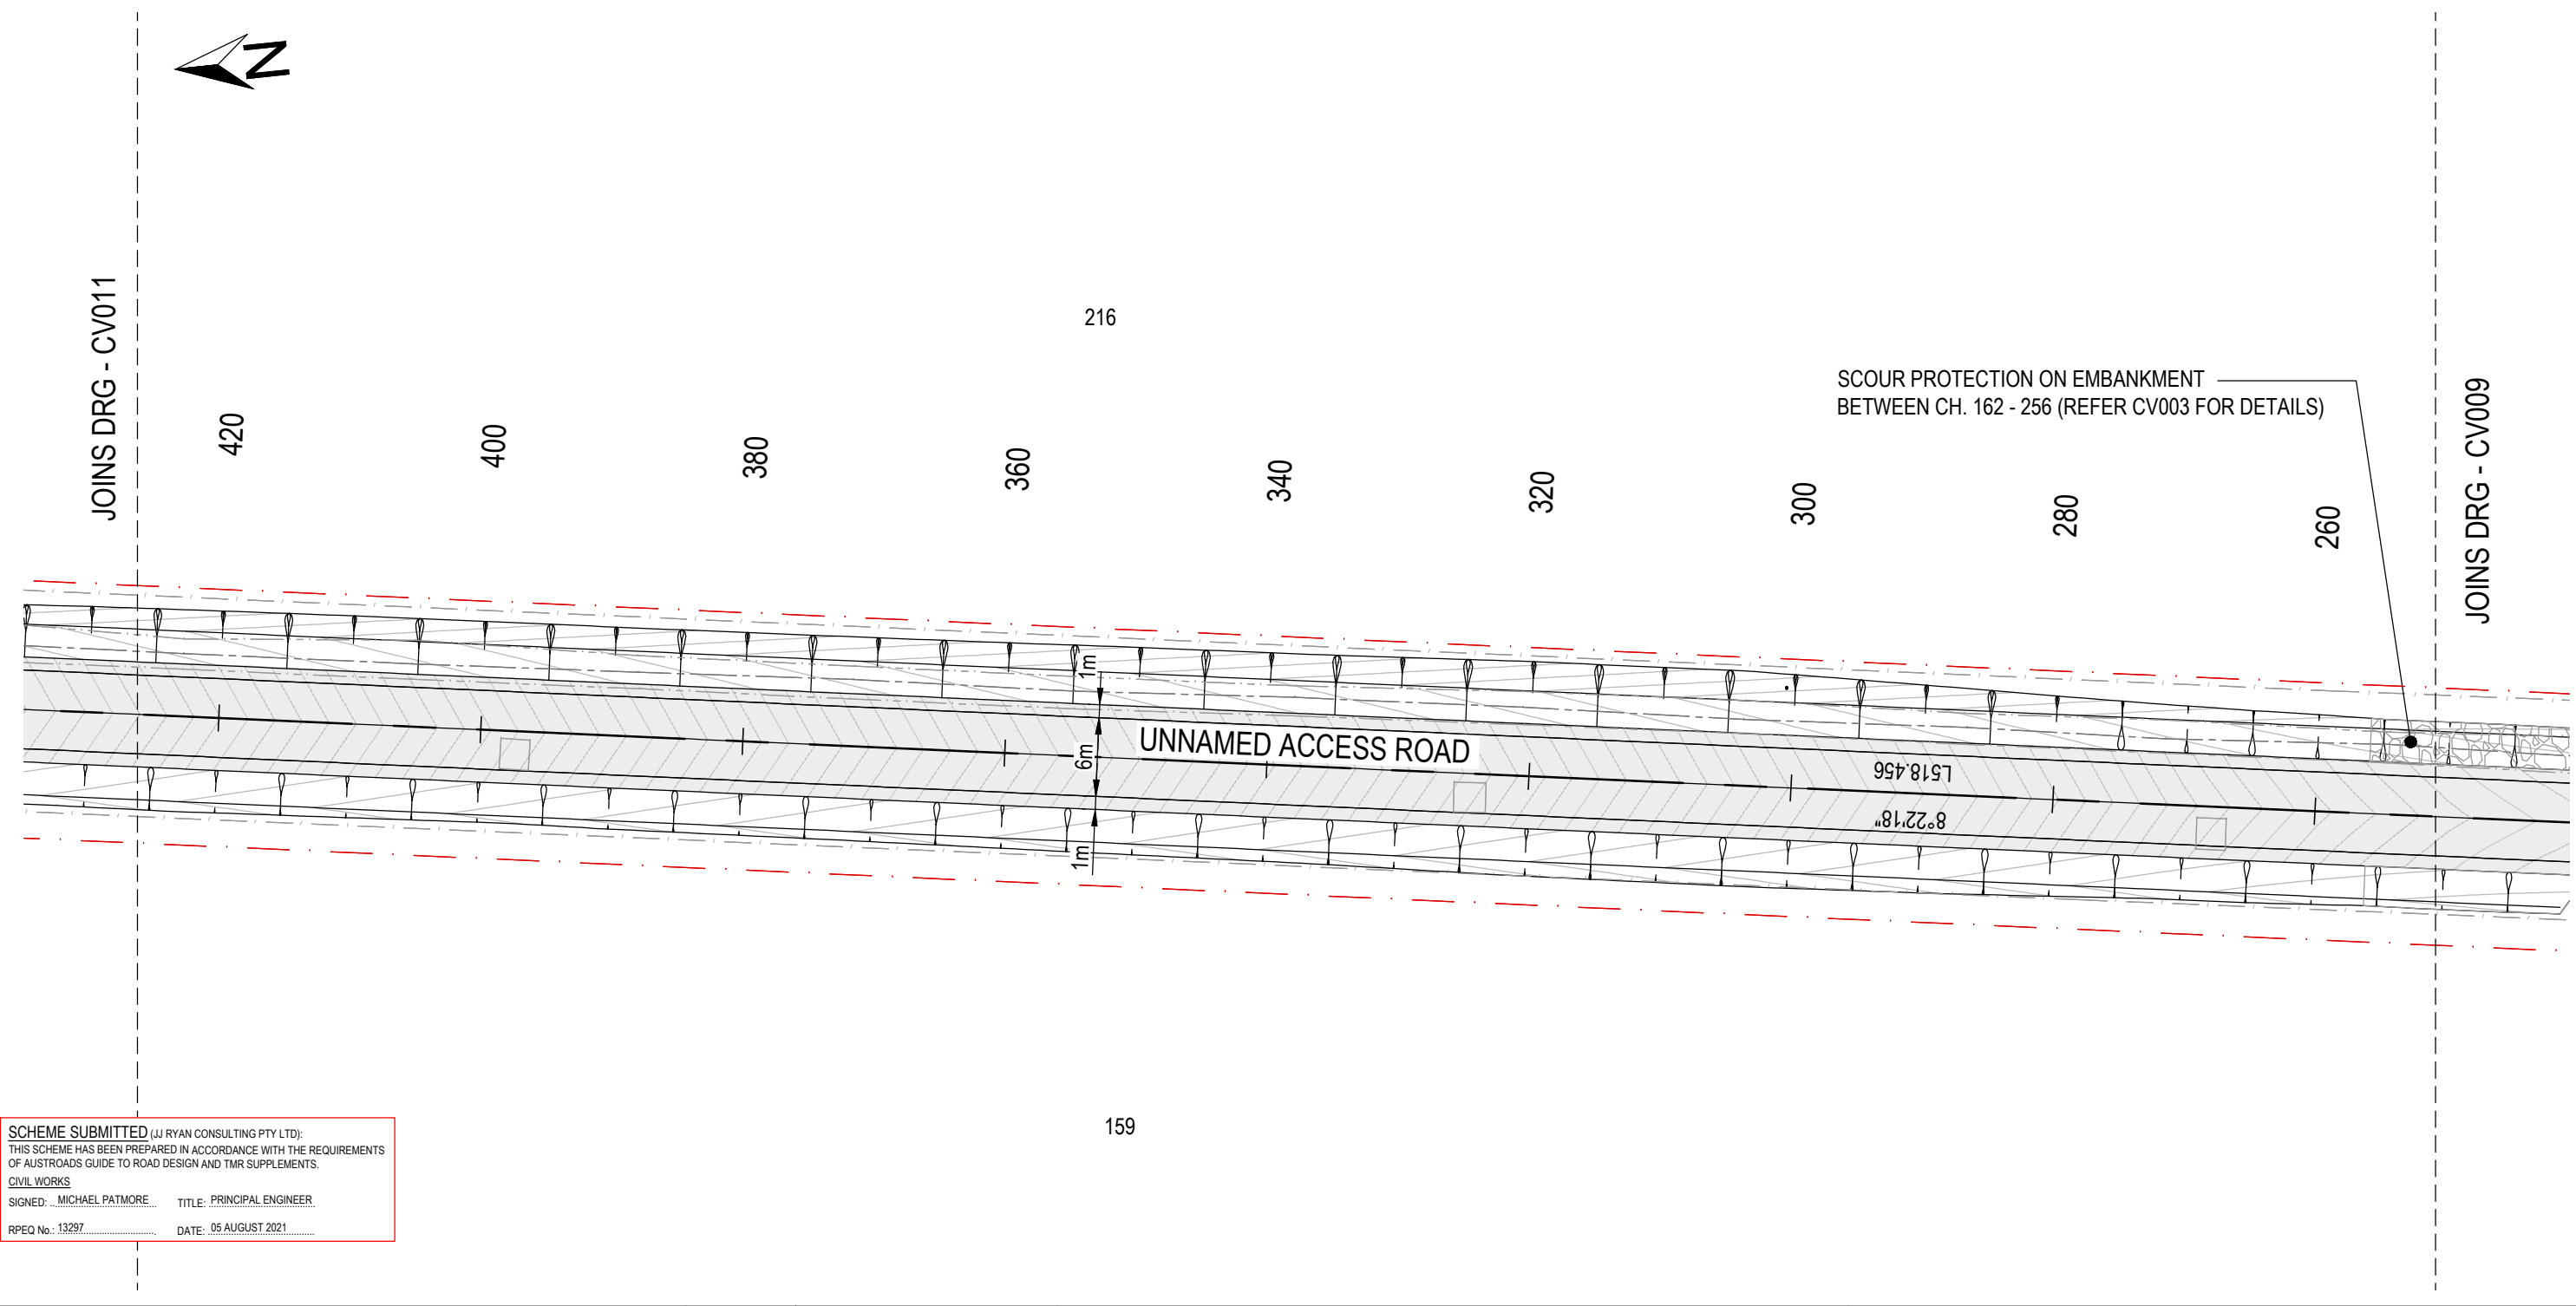 N
JOINS DRG - CV011
216
SCOUR PROTECTION ON EMBANKMENT
BETWEEN CH. 162 - 256 (REFER CV003 FOR DETAILS)
JOINS DRG - CV009
420
400
380
360
340
320
300
280
260
1m
6m
1m
UNNAMED ACCESS ROAD
L518.456
8°22'18"
159
SCHEME SUBMITTED (JJ RYAN CONSULTING PTY LTD):
THIS SCHEME HAS BEEN PREPARED IN ACCORDANCE WITH THE REQUIREMENTS
OF AUSTROADS GUIDE TO ROAD DESIGN AND TMR SUPPLEMENTS.
CIVIL WORKS
SIGNED: MICHAEL PATMORE TITLE: PRINCIPAL ENGINEER
RPEQ No.: 13297 DATE: 05 AUGUST 2021